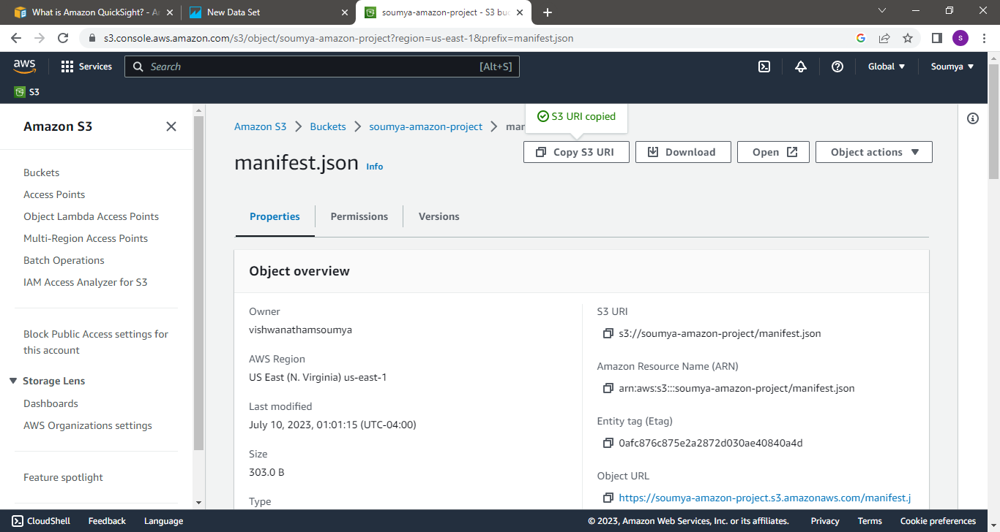 What is Amazon QuickSight? - A
New Data Set
soumya-amazon-project - S3 buc
s3.console.aws.amazon.com/s3/object/soumya-amazon-project?region=us-east-1&prefix=manifest.json
G
S
aws
Services
Search
[Alt+S]
Global
Soumya
S3
Amazon S3
Buckets
Access Points
Object Lambda Access Points
Multi-Region Access Points
Batch Operations
IAM Access Analyzer for S3
Block Public Access settings for
this account
Storage Lens
Dashboards
AWS Organizations settings
Feature spotlight
Amazon S3
Buckets
soumya-amazon-project
man
S3 URI copied
manifest.json
Info
Copy S3 URI
Download
Open
Object actions
Properties
Permissions
Versions
Object overview
Owner
vishwanathamsoumya
AWS Region
US East (N. Virginia) us-east-1
Last modified
July 10, 2023, 01:01:15 (UTC-04:00)
Size
303.0 B
Type
S3 URI
s3://soumya-amazon-project/manifest.json
Amazon Resource Name (ARN)
arn:aws:s3:::soumya-amazon-project/manifest.json
Entity tag (Etag)
0afc876c875e2a2872d030ae40840a4d
Object URL
https://soumya-amazon-project.s3.amazonaws.com/manifest.j
CloudShell
Feedback
Language
© 2023, Amazon Web Services, Inc. or its affiliates.
Privacy
Terms
Cookie preferences